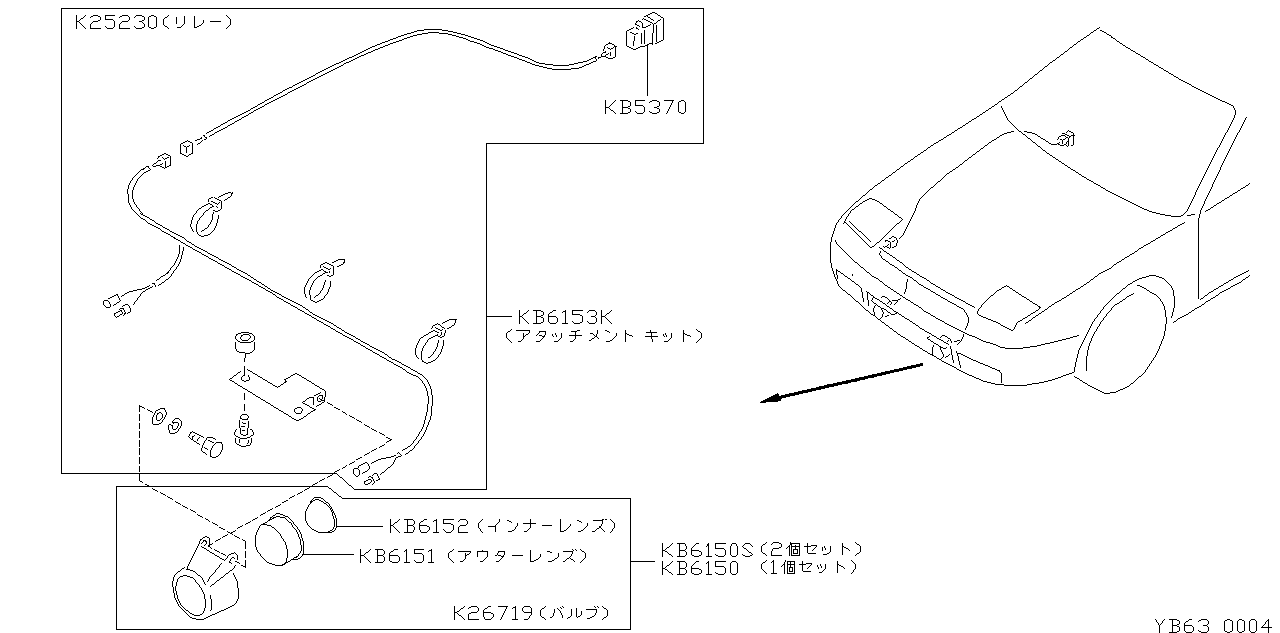 K25230(リレー)
KB5370
KB6153K
(アタッチメント キット)
KB6152(インナーレンズ)
KB6151(アウターレンズ)
KB6150S(2個セット)
KB6150 (1個セット)
K26719(バルブ)
YB63 0004